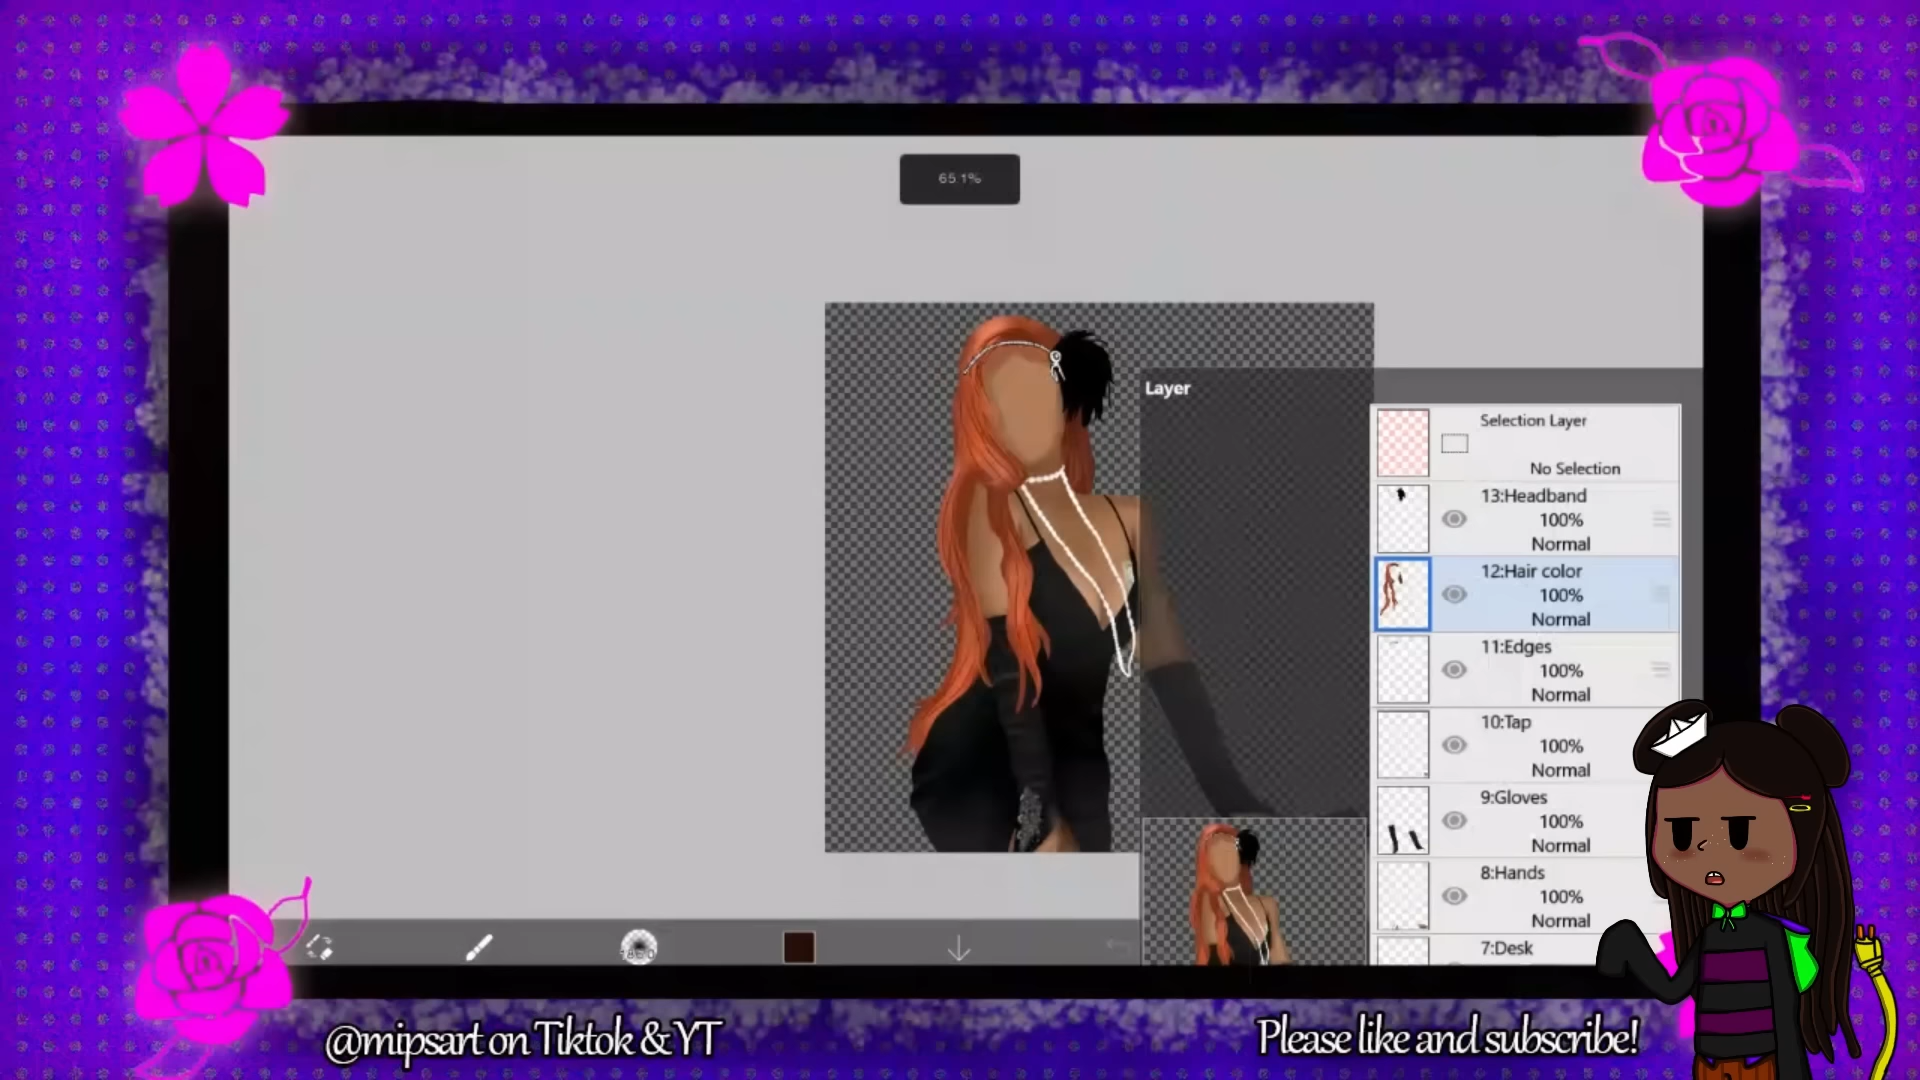 65.1%
Layer
Selection Layer
No Selection
13:Headband
100%
Normal
12:Hair color
100%
Normal
11:Edges
100%
Normal
10:Tap
100%
Normal
9:Gloves
100%
Normal
8:Hands
100%
Normal
7:Desk
@mipsart on Tiktok & YT
Please like and subscribe!